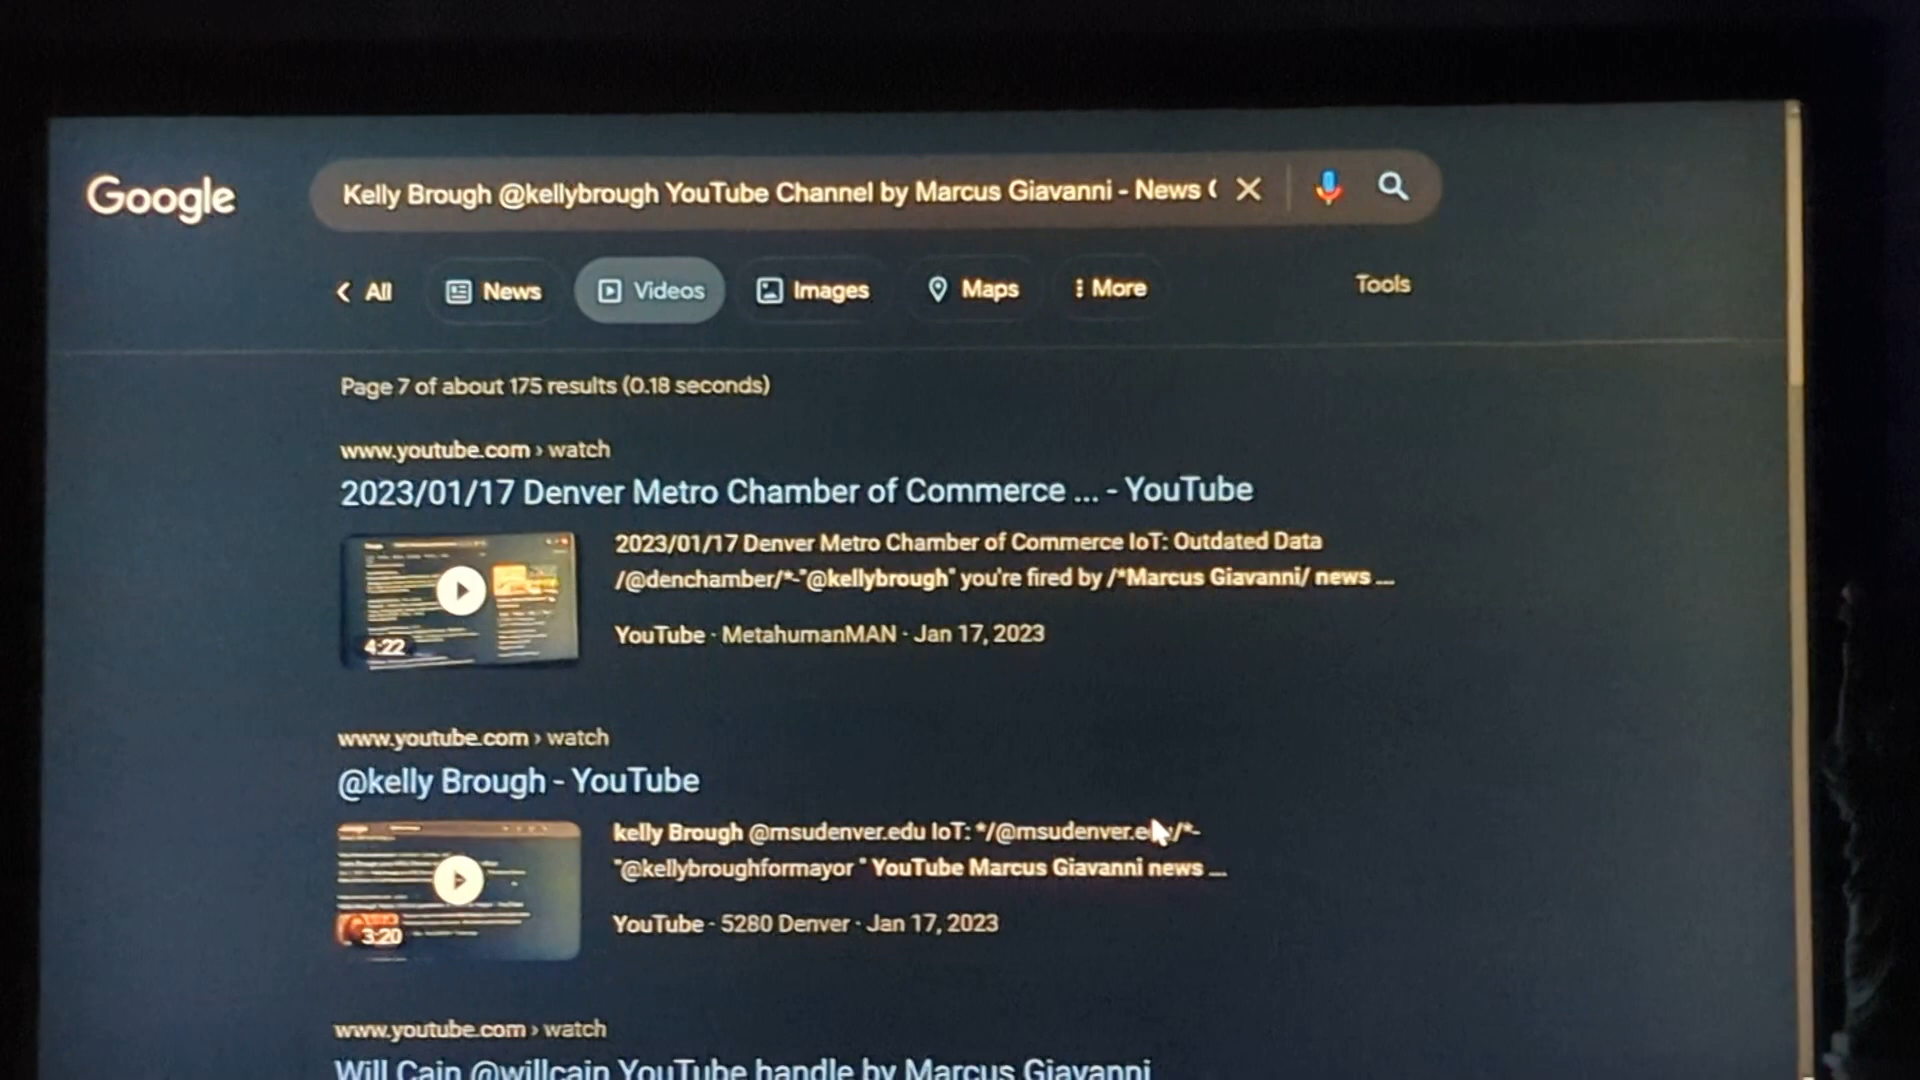 Google
Kelly Brough @kellybrough YouTube Channel by Marcus Giavanni - News
All News Videos Images Maps More Tools
Page 7 of about 175 results (0.18 seconds)
www.youtube.com › watch
2023/01/17 Denver Metro Chamber of Commerce ... - YouTube
2023/01/17 Denver Metro Chamber of Commerce IoT: Outdated Data
/@denchamber/*-"@kellybrough" you're fired by /*Marcus Giavanni/ news ...
4:22
YouTube · MetahumanMAN · Jan 17, 2023
www.youtube.com › watch
@kelly Brough - YouTube
kelly Brough @msudenver.edu IoT: */@msudenver.e /*-
"@kellybroughformayor " YouTube Marcus Giavanni news ...
3:20
YouTube · 5280 Denver · Jan 17, 2023
www.youtube.com › watch
Will Cain @willcain YouTube handle by Marcus Giavanni